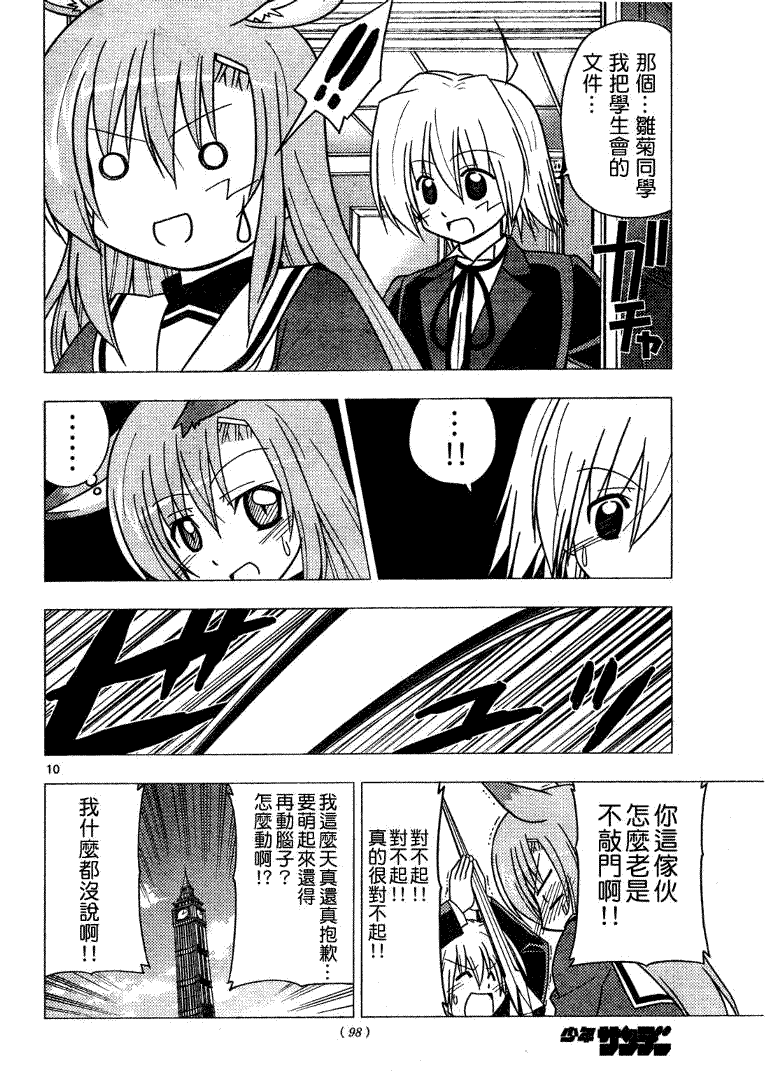 那個…雛菊同學
我把學生會的
文件…
ガチャ
!!
…!!
……
你這傢伙
怎麼老是
不敲門啊!!
對不起!!
對不起!!
真的很對不起!!
我這麼天真還真抱歉…
要萌起來還得
再動腦子?
怎麼動啊!?
我什麼都沒說啊!!
10
(98)
少年サンデー